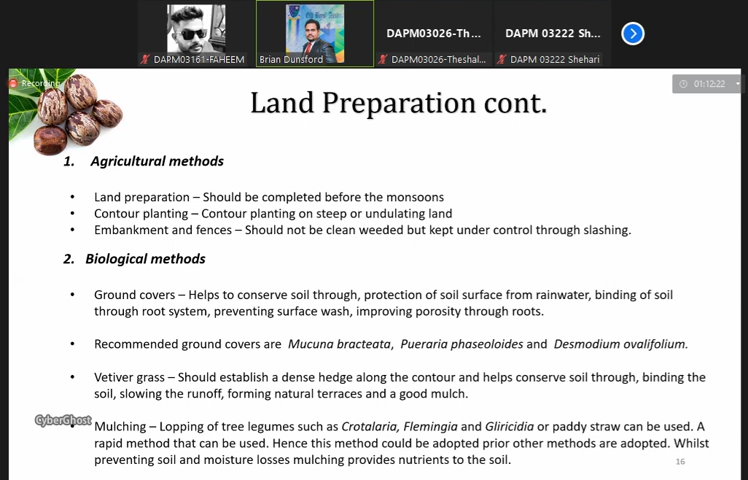 DAPM03026-Th...
DAPM 03222 Sh...
DARM03161-FAHEEM
Brian Dunsford
DAPM03026-Theshal...
DAPM 03222 Shehari
Recording
01:12:22
Land Preparation cont.
1. Agricultural methods
• Land preparation – Should be completed before the monsoons
• Contour planting – Contour planting on steep or undulating land
• Embankment and fences – Should not be clean weeded but kept under control through slashing.
2. Biological methods
• Ground covers – Helps to conserve soil through, protection of soil surface from rainwater, binding of soil
through root system, preventing surface wash, improving porosity through roots.
• Recommended ground covers are Mucuna bracteata, Pueraria phaseoloides and Desmodium ovalifolium.
• Vetiver grass – Should establish a dense hedge along the contour and helps conserve soil through, binding the
soil, slowing the runoff, forming natural terraces and a good mulch.
CyberGhost
• Mulching – Lopping of tree legumes such as Crotalaria, Flemingia and Gliricidia or paddy straw can be used. A
rapid method that can be used. Hence this method could be adopted prior other methods are adopted. Whilst
preventing soil and moisture losses mulching provides nutrients to the soil.
16